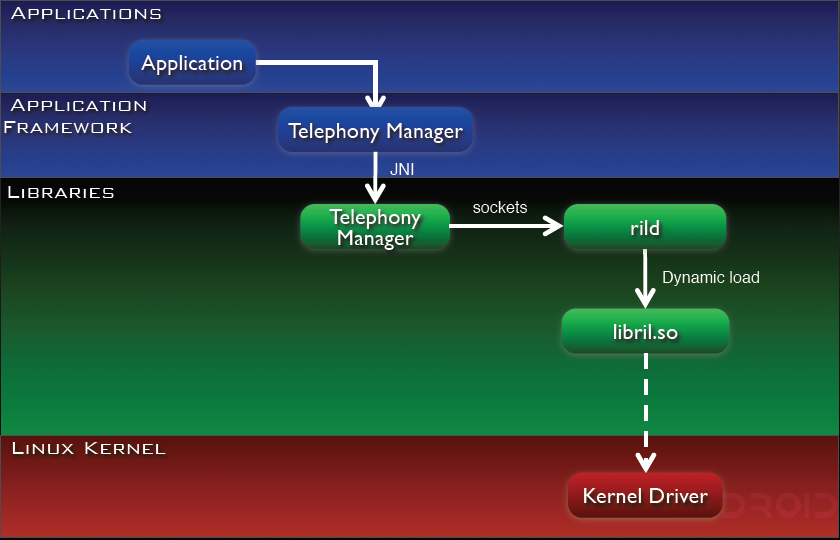 Applications
Application
Application
Framework
Telephony Manager
JNI
Libraries
Telephony
Manager
sockets
rild
Dynamic load
libril.so
Linux Kernel
Kernel Driver
DROID